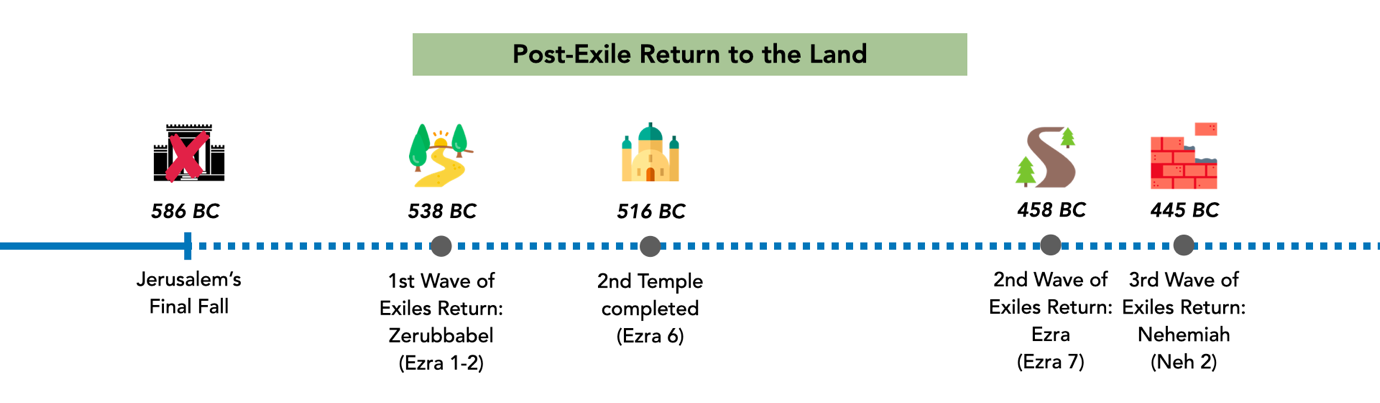 Post-Exile Return to the Land
586 BC
Jerusalem’s
Final Fall
538 BC
1st Wave of
Exiles Return:
Zerubbabel
(Ezra 1-2)
516 BC
2nd Temple
completed
(Ezra 6)
458 BC
2nd Wave of
Exiles Return:
Ezra
(Ezra 7)
445 BC
3rd Wave of
Exiles Return:
Nehemiah
(Neh 2)